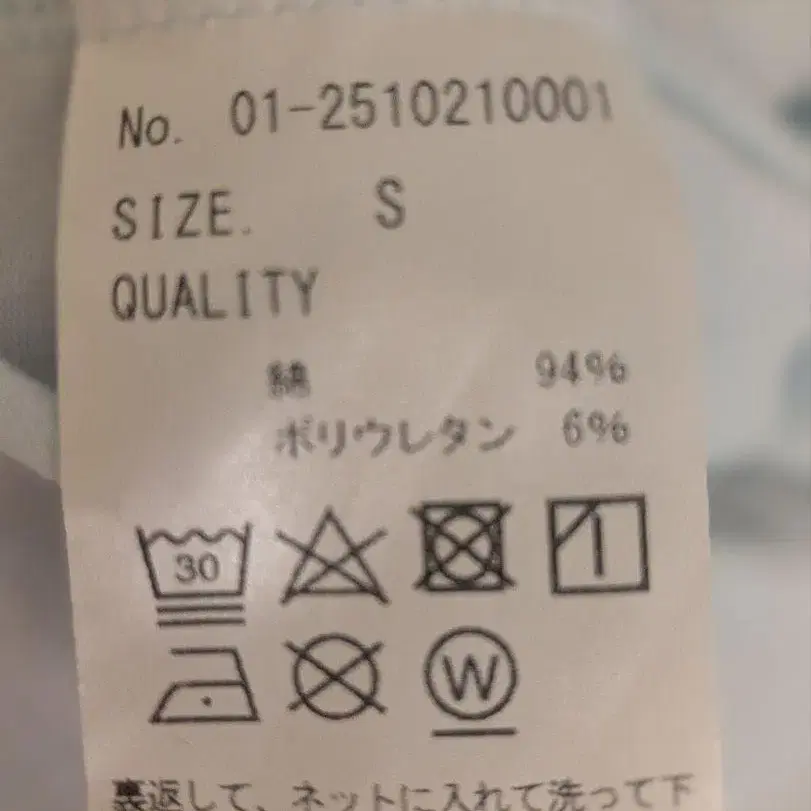 No. 01-2510210001
SIZE. S
QUALITY
綿 94%
ポリウレタン 6%
30
W
裏返して、ネットに入れて洗って下